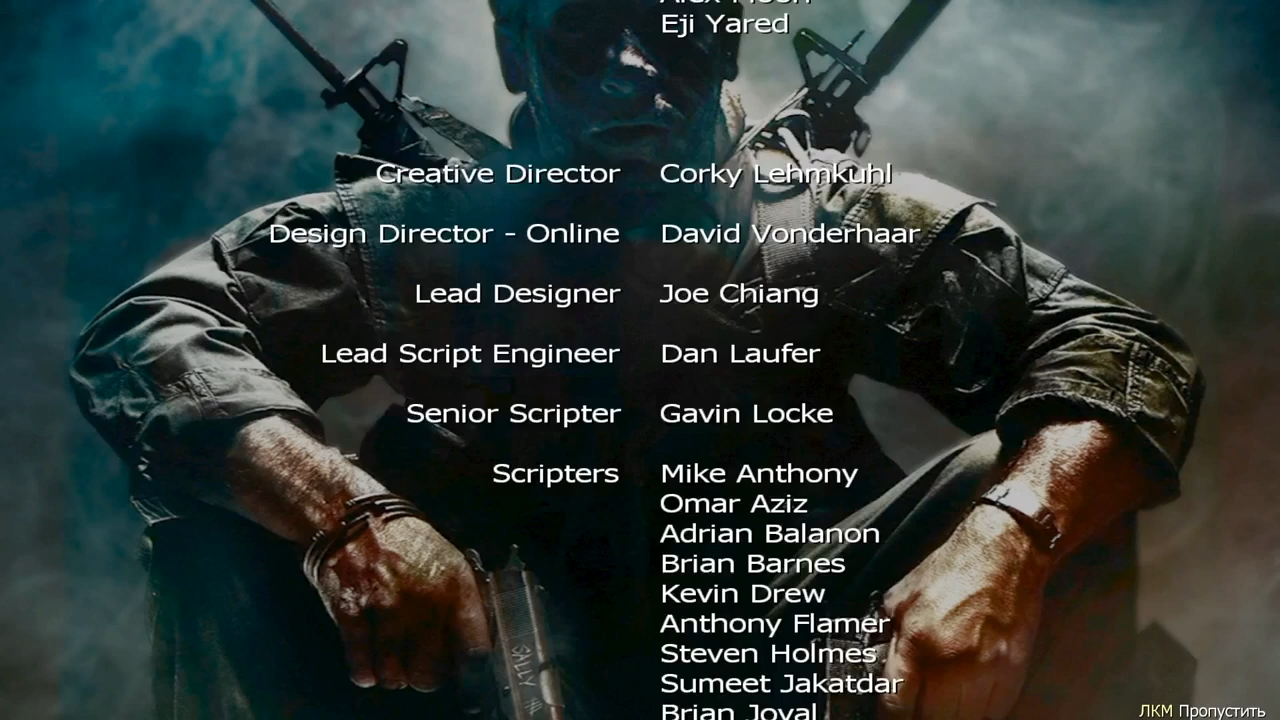 Eji Yared
Creative Director Corky Lehmkuhl
Design Director - Online David Vonderhaar
Lead Designer Joe Chiang
Lead Script Engineer Dan Laufer
Senior Scripter Gavin Locke
Scripters Mike Anthony
Omar Aziz
Adrian Balanon
Brian Barnes
Kevin Drew
Anthony Flamer
Steven Holmes
Sumeet Jakatdar
Brian Joyal
SALLY
ЛКМ Пропустить